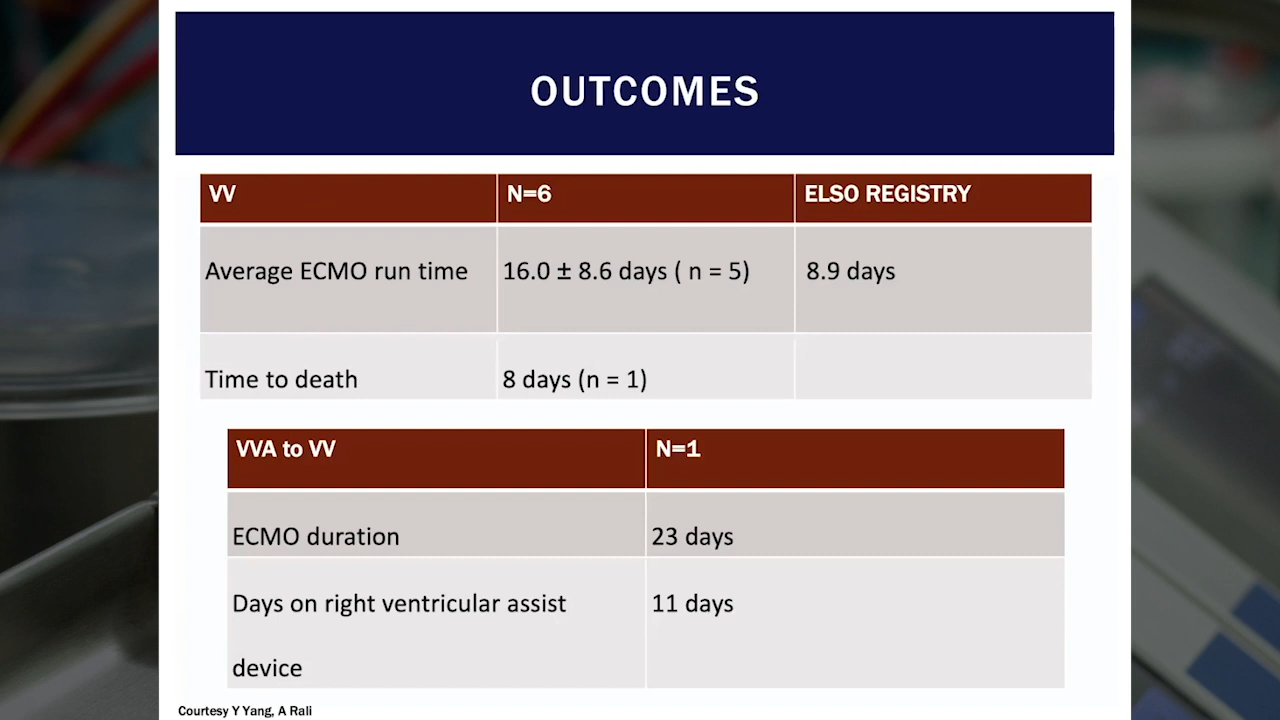 OUTCOMES
VV N=6 ELSO REGISTRY
Average ECMO run time 16.0 ± 8.6 days ( n = 5) 8.9 days
Time to death 8 days (n = 1)
VVA to VV N=1
ECMO duration 23 days
Days on right ventricular assist 11 days
device
Courtesy Y Yang, A Rali